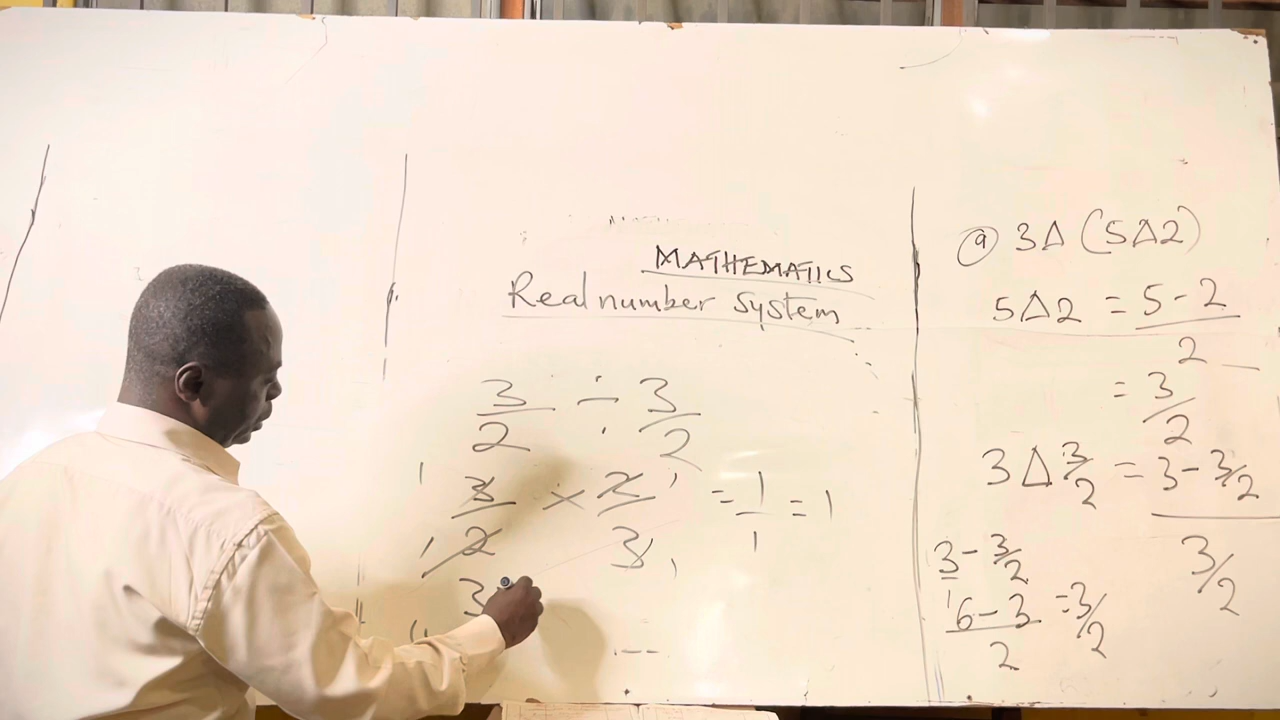 MATHEMATICS
Real number system
3/2 ÷ 3/2
3/2 × 2/3 = 1/1 = 1
3
(a) 3Δ(5Δ2)
5Δ2 = 5-2
2
= 3/2
3Δ3/2 = 3-3/2
3/2
3 - 3/2
1
6-3 = 3/2
2